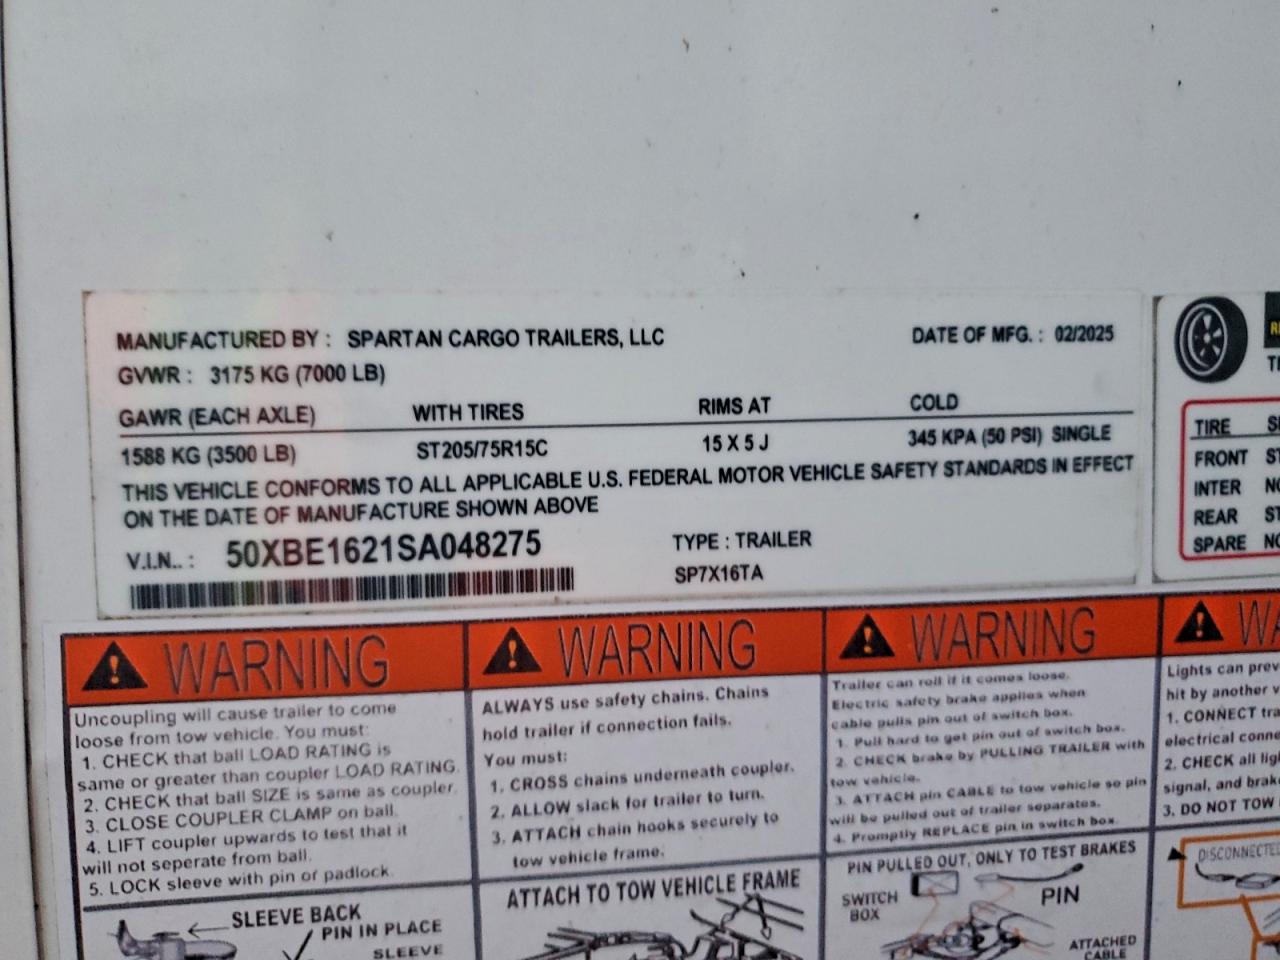 MANUFACTURED BY : SPARTAN CARGO TRAILERS, LLC DATE OF MFG. : 02/2025
GVWR : 3175 KG (7000 LB)
GAWR (EACH AXLE) WITH TIRES RIMS AT COLD
1588 KG (3500 LB) ST205/75R15C 15 X 5 J 345 KPA (50 PSI) SINGLE
THIS VEHICLE CONFORMS TO ALL APPLICABLE U.S. FEDERAL MOTOR VEHICLE SAFETY STANDARDS IN EFFECT
ON THE DATE OF MANUFACTURE SHOWN ABOVE
V.I.N.. : 50XBE1621SA048275 TYPE : TRAILER
SP7X16TA
TIRE
FRONT
INTER
REAR
SPARE
WARNING
Uncoupling will cause trailer to come
loose from tow vehicle. You must:
1. CHECK that ball LOAD RATING is
same or greater than coupler LOAD RATING.
2. CHECK that ball SIZE is same as coupler.
3. CLOSE COUPLER CLAMP on ball.
4. LIFT coupler upwards to test that it
will not seperate from ball.
5. LOCK sleeve with pin or padlock.
SLEEVE BACK
PIN IN PLACE
SLEEVE
WARNING
ALWAYS use safety chains. Chains
hold trailer if connection fails.
You must:
1. CROSS chains underneath coupler.
2. ALLOW slack for trailer to turn.
3. ATTACH chain hooks securely to
tow vehicle frame.
ATTACH TO TOW VEHICLE FRAME
WARNING
Trailer can roll if it comes loose.
Electric safety brake applies when
cable pulls pin out of switch box.
1. Pull hard to get pin out of switch box.
2. CHECK brake by PULLING TRAILER with
tow vehicle.
3. ATTACH pin CABLE to tow vehicle so pin
will be pulled out of trailer separates.
4. Promptly REPLACE pin in switch box.
PIN PULLED OUT, ONLY TO TEST BRAKES
SWITCH
BOX
PIN
ATTACHED
CABLE
Lights can prev
hit by another v
1. CONNECT tra
electrical conne
2. CHECK all lig
signal, and brak
3. DO NOT TOW
DISCONNECTED